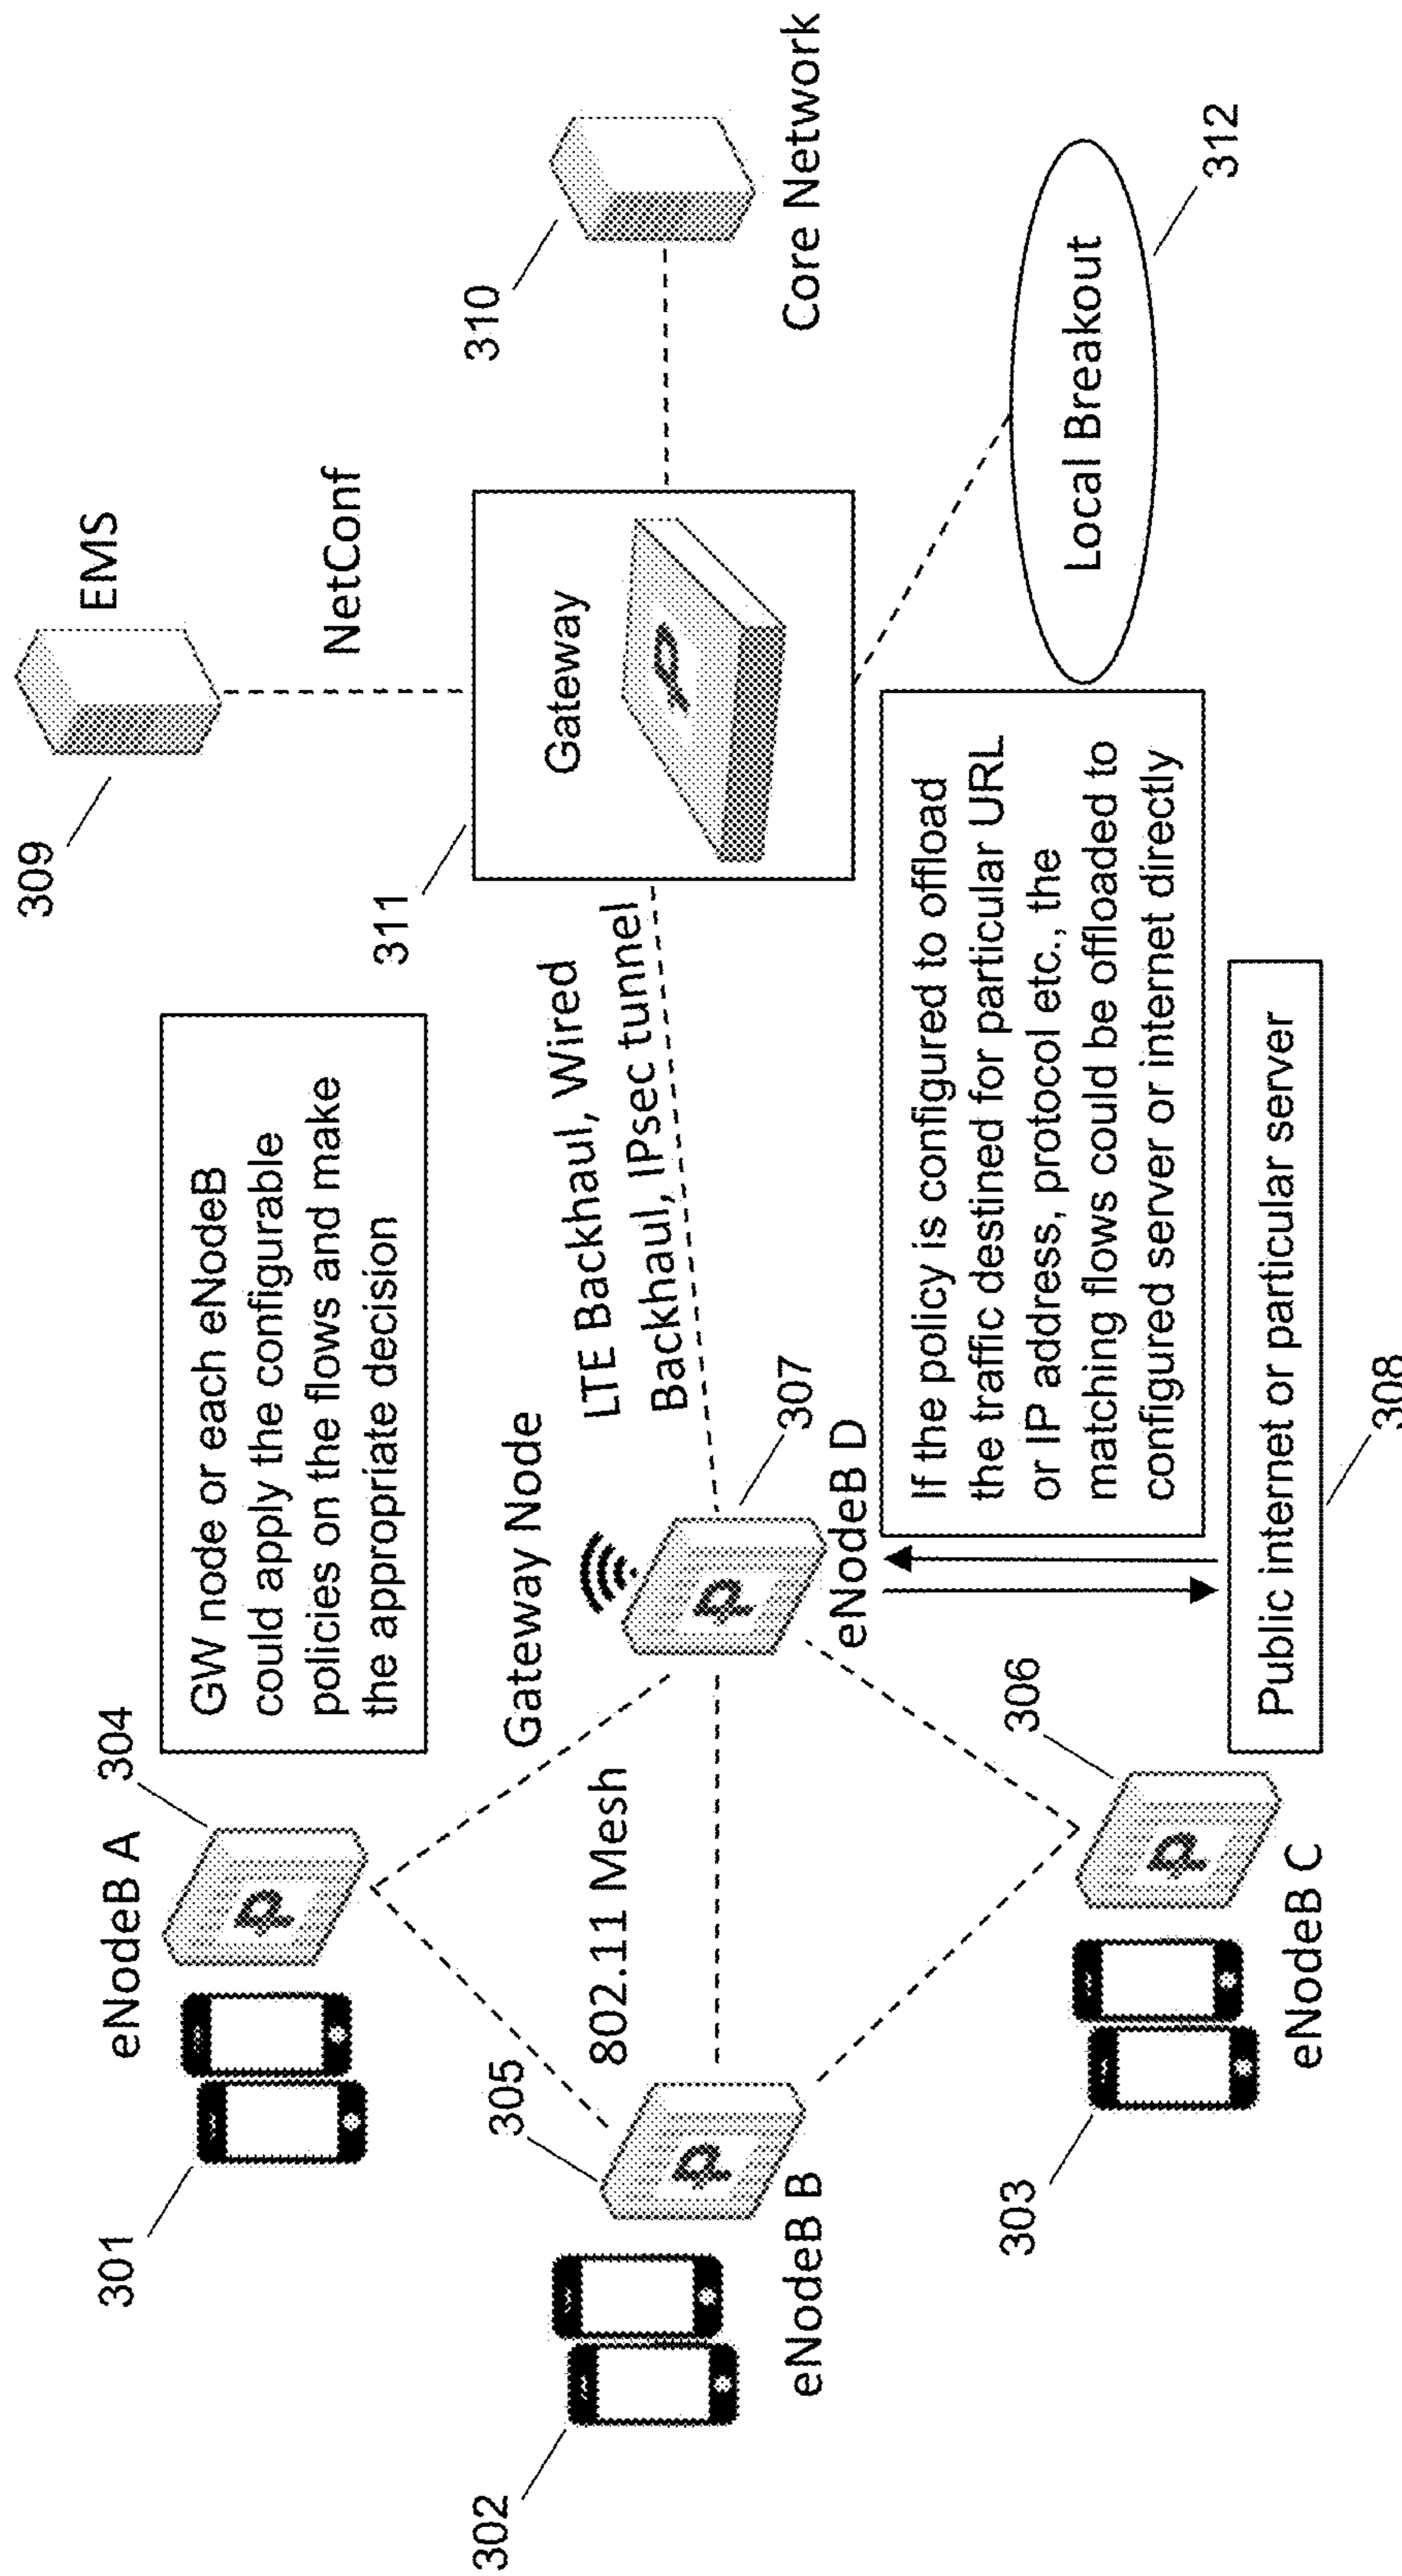 309
EMS
NetConf
310
Core Network
311
Gateway
312
Local Breakout
304
eNodeB A
301
GW node or each eNodeB
could apply the configurable
policies on the flows and make
the appropriate decision
Gateway Node
LTE Backhaul, Wired
Backhaul, IPsec tunnel
802.11 Mesh
305
302
eNodeB B
307
eNodeB D
306
303
eNodeB C
If the policy is configured to offload
the traffic destined for particular URL
or IP address, protocol etc., the
matching flows could be offloaded to
configured server or internet directly
Public internet or particular server
308